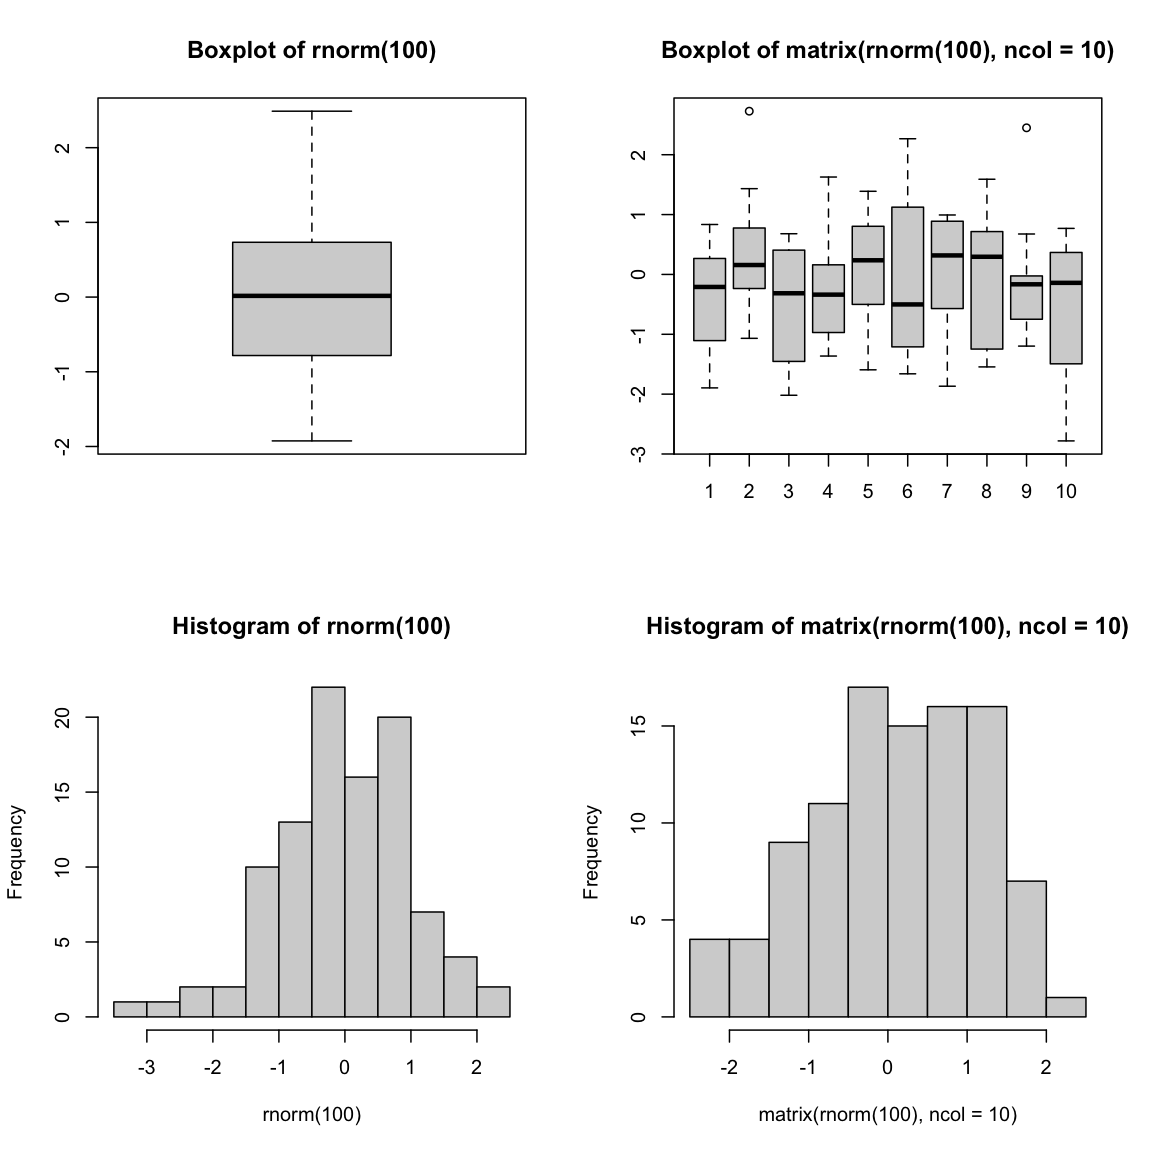 Boxplot of rnorm(100)
2
1
0
-1
-2
Boxplot of matrix(rnorm(100), ncol = 10)
2
1
0
-1
-2
-3
1 2 3 4 5 6 7 8 9 10
Histogram of rnorm(100)
Frequency
20
15
10
5
0
-3 -2 -1 0 1 2
rnorm(100)
Histogram of matrix(rnorm(100), ncol = 10)
Frequency
15
10
5
0
-2 -1 0 1 2
matrix(rnorm(100), ncol = 10)